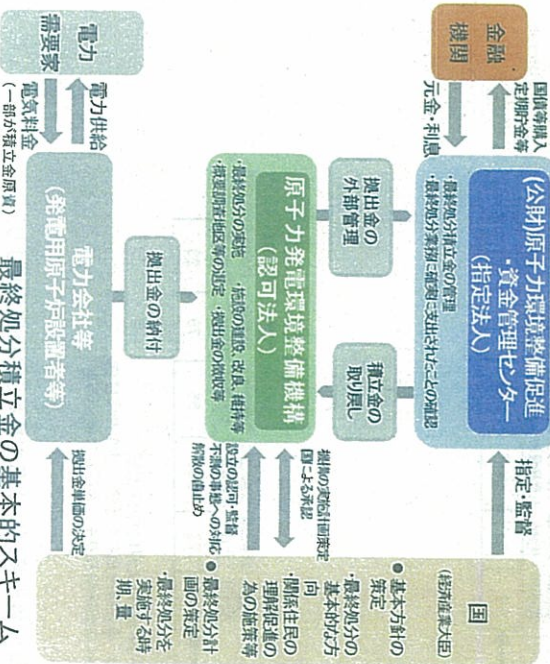 金融
機関
国債等購入
定期貯金等
元金・利息
(公財)原子力環境整備促進
・資金管理センター
(指定法人)
・最終処分積立金の管理
・最終処分業務に確実に支出されたことの確認
指定・監督
拠出金の
外部管理
積立金の
取り戻し
原子力発電環境整備機構
(認可法人)
・最終処分の実施
・施設の建設、改良、維持等
・概要調査地区等の選定
・拠出金の徴収等
機構の実施計画策定
国による承認
設立の認可・監督
不測の事態への対応
解散の歯止め
拠出金の納付
電力
需要家
電力供給
電気料金
(一部が積立金原資)
電力会社等
(発電用原子炉設置者等)
拠出金単価の決定
国
(経済産業大臣)
● 基本方針の
策定
・最終処分の
基本的な方
向
・関係住民の
理解促進の
為の施策等
● 最終処分計
画の策定
・最終処分を
実施する時
期、量
最終処分積立金の基本的スキーム